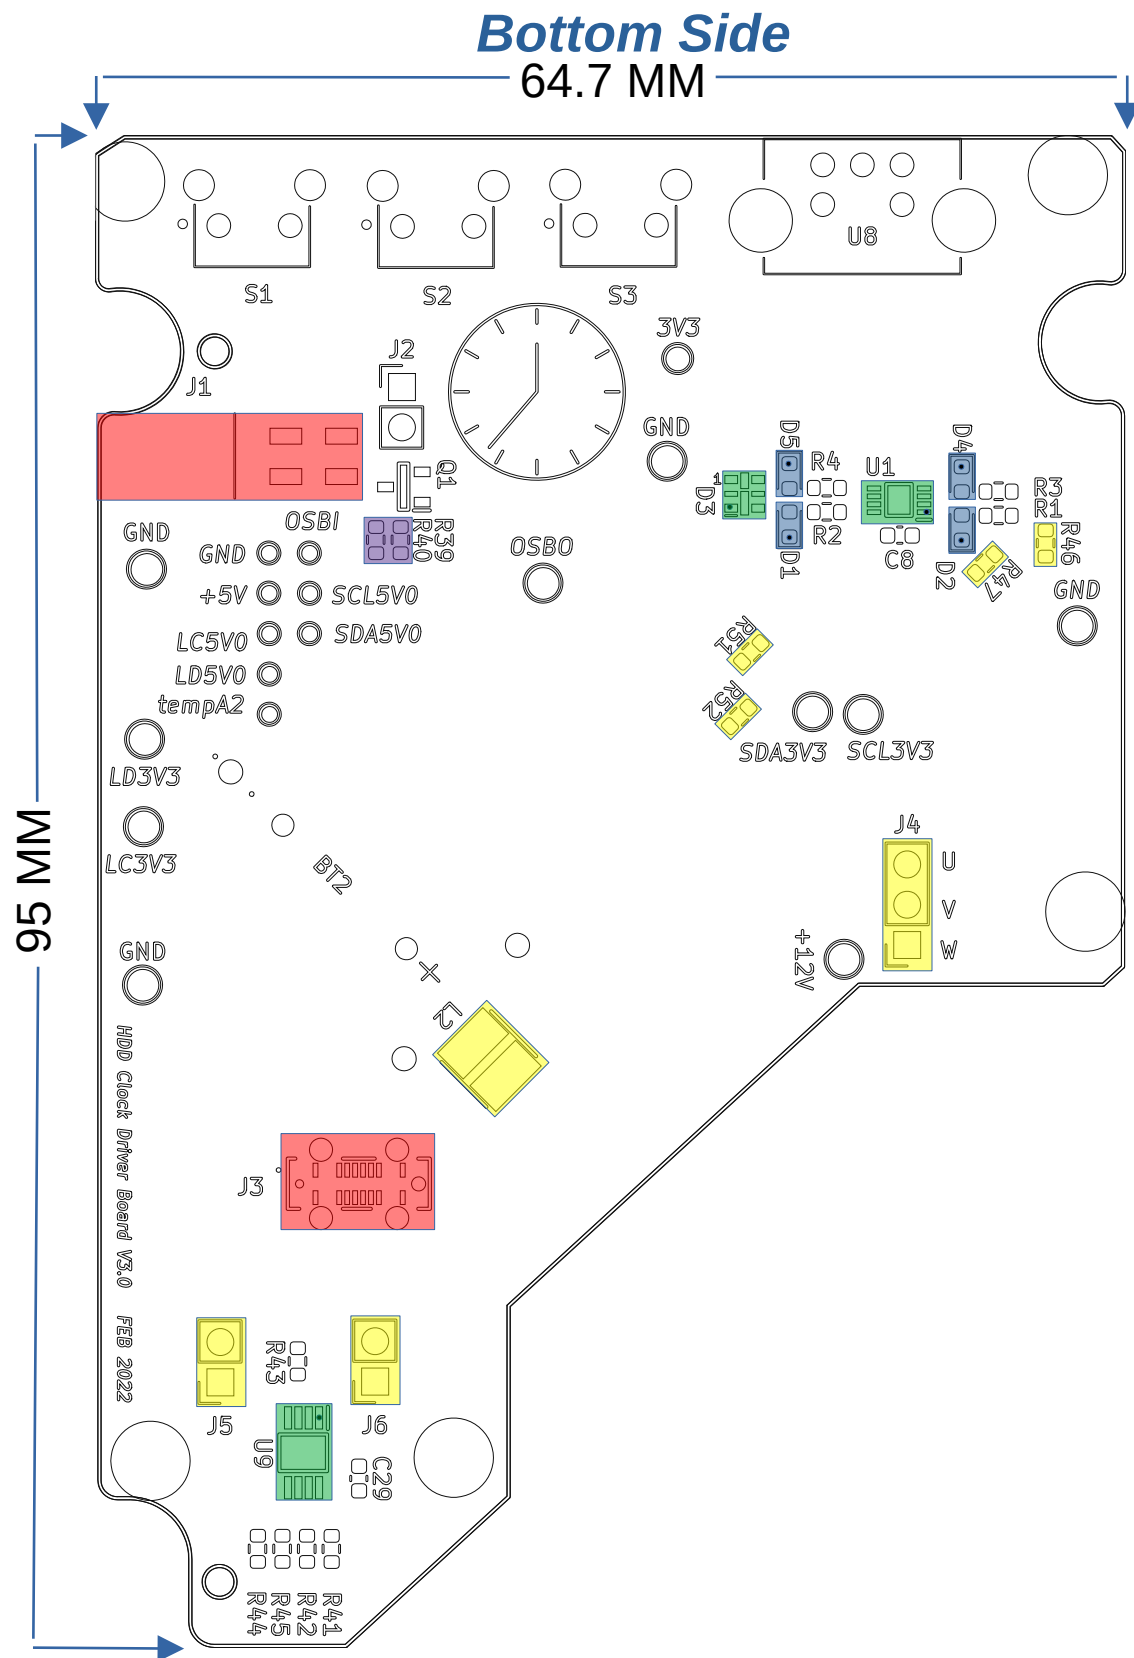 Bottom Side
64.7 MM
95 MM
U8
S1
S2
S3
3V3
J2
J1
GND
D5
R4
U1
D4
Q1
1
D3
R3
R1
R2
R46
OSBI
GND
R40
R39
OSBO
D1
C8
D2
R47
GND
GND
+5V
SCL5V0
LC5V0
SDA5V0
R51
LD5V0
tempA2
R52
SDA3V3
SCL3V3
LD3V3
J4
LC3V3
BT2
U
V
W
+12V
GND
+
L2
HDD Clock Driver Board V3.0 FEB 2022
J3
R43
J5
J6
U9
C29
R44
R45
R42
R41